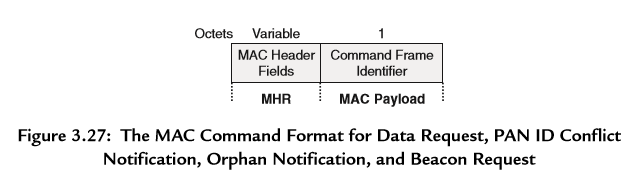 Octets Variable 1
MAC Header Fields Command Frame Identifier
MHR MAC Payload
Figure 3.27: The MAC Command Format for Data Request, PAN ID Conflict
Notification, Orphan Notification, and Beacon Request